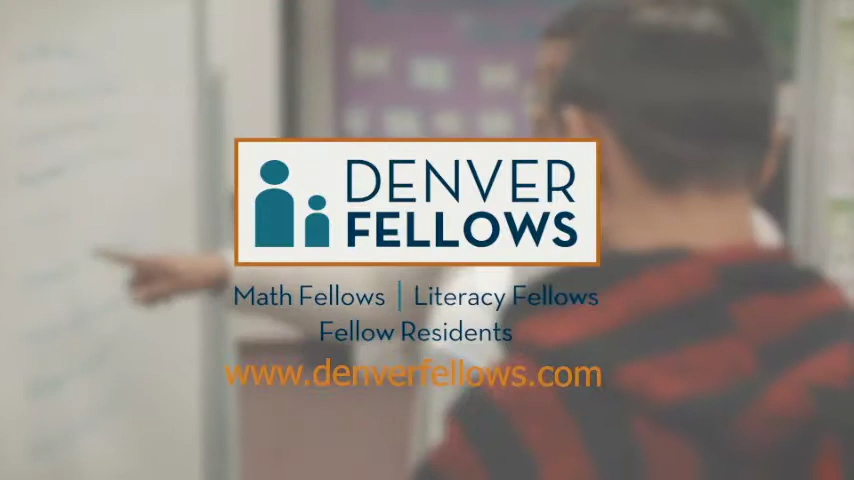 DENVER
FELLOWS
Math Fellows | Literacy Fellows
Fellow Residents
www.denverfellows.com